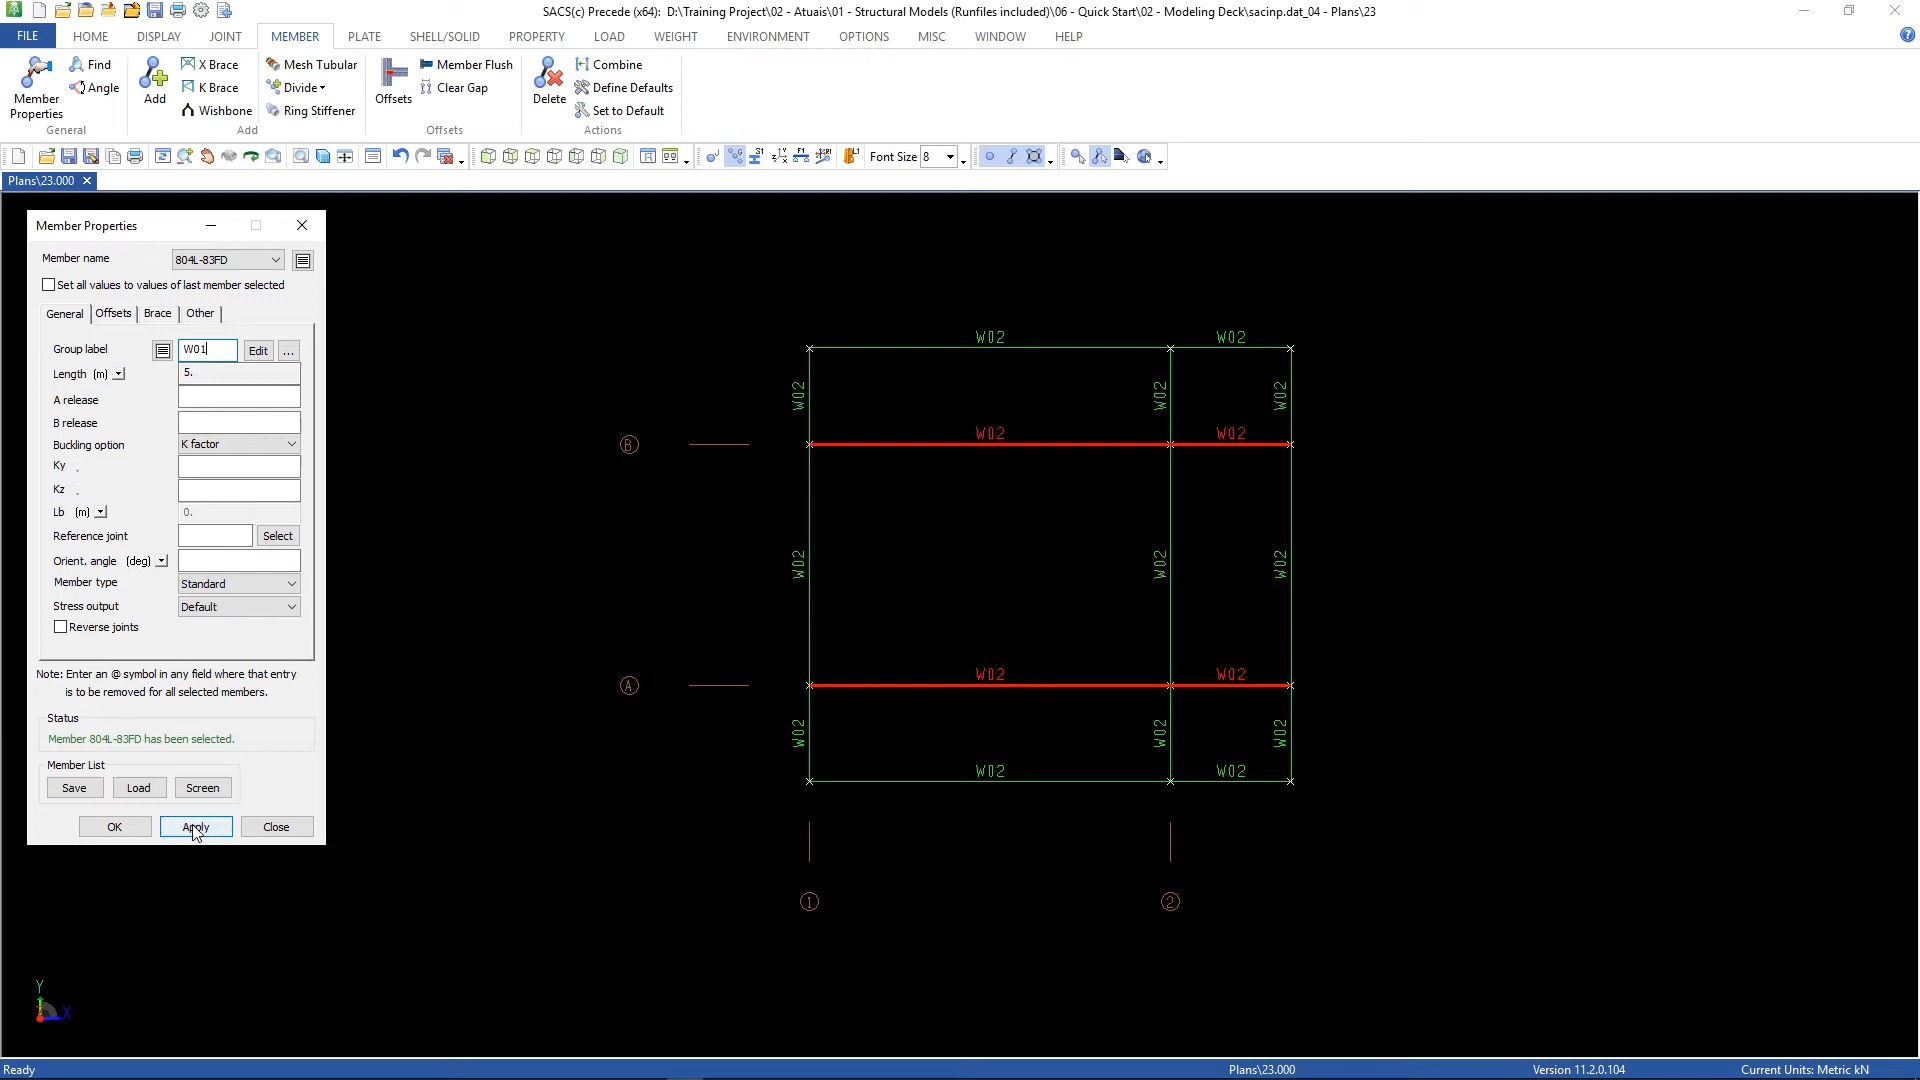 SACS(c) Precede (x64):  D:\Training Project\02 - Atuais\01 - Structural Models (Runfiles included)\06 - Quick Start\02 - Modeling Deck\sacinp.dat_04 - Plans\23
FILE HOME DISPLAY JOINT MEMBER PLATE SHELL/SOLID PROPERTY LOAD WEIGHT ENVIRONMENT OPTIONS MISC WINDOW HELP
Member Properties
Find
Angle
General
Add
X Brace
K Brace
Wishbone
Add
Mesh Tubular
Divide
Ring Stiffener
Offsets
Member Flush
Clear Gap
Offsets
Delete
Combine
Define Defaults
Set to Default
Actions
Font Size 8
Plans\23.000
Member Properties
Member name 804L-83FD
Set all values to values of last member selected
General Offsets Brace Other
Group label W01 Edit ...
Length (m) 5.
A release
B release
Buckling option K factor
Ky
Kz
Lb (m) 0.
Reference joint Select
Orient. angle (deg)
Member type Standard
Stress output Default
Reverse joints
Note: Enter an @ symbol in any field where that entry
is to be removed for all selected members.
Status
Member 804L-83FD has been selected.
Member List
Save Load Screen
OK Apply Close
W02 W02
W02 W02 W02
B W02 W02
W02 W02 W02
A W02 W02
W02 W02 W02
W02 W02
1 2
Y
X
Ready Plans\23.000 Version 11.2.0.104 Current Units: Metric kN